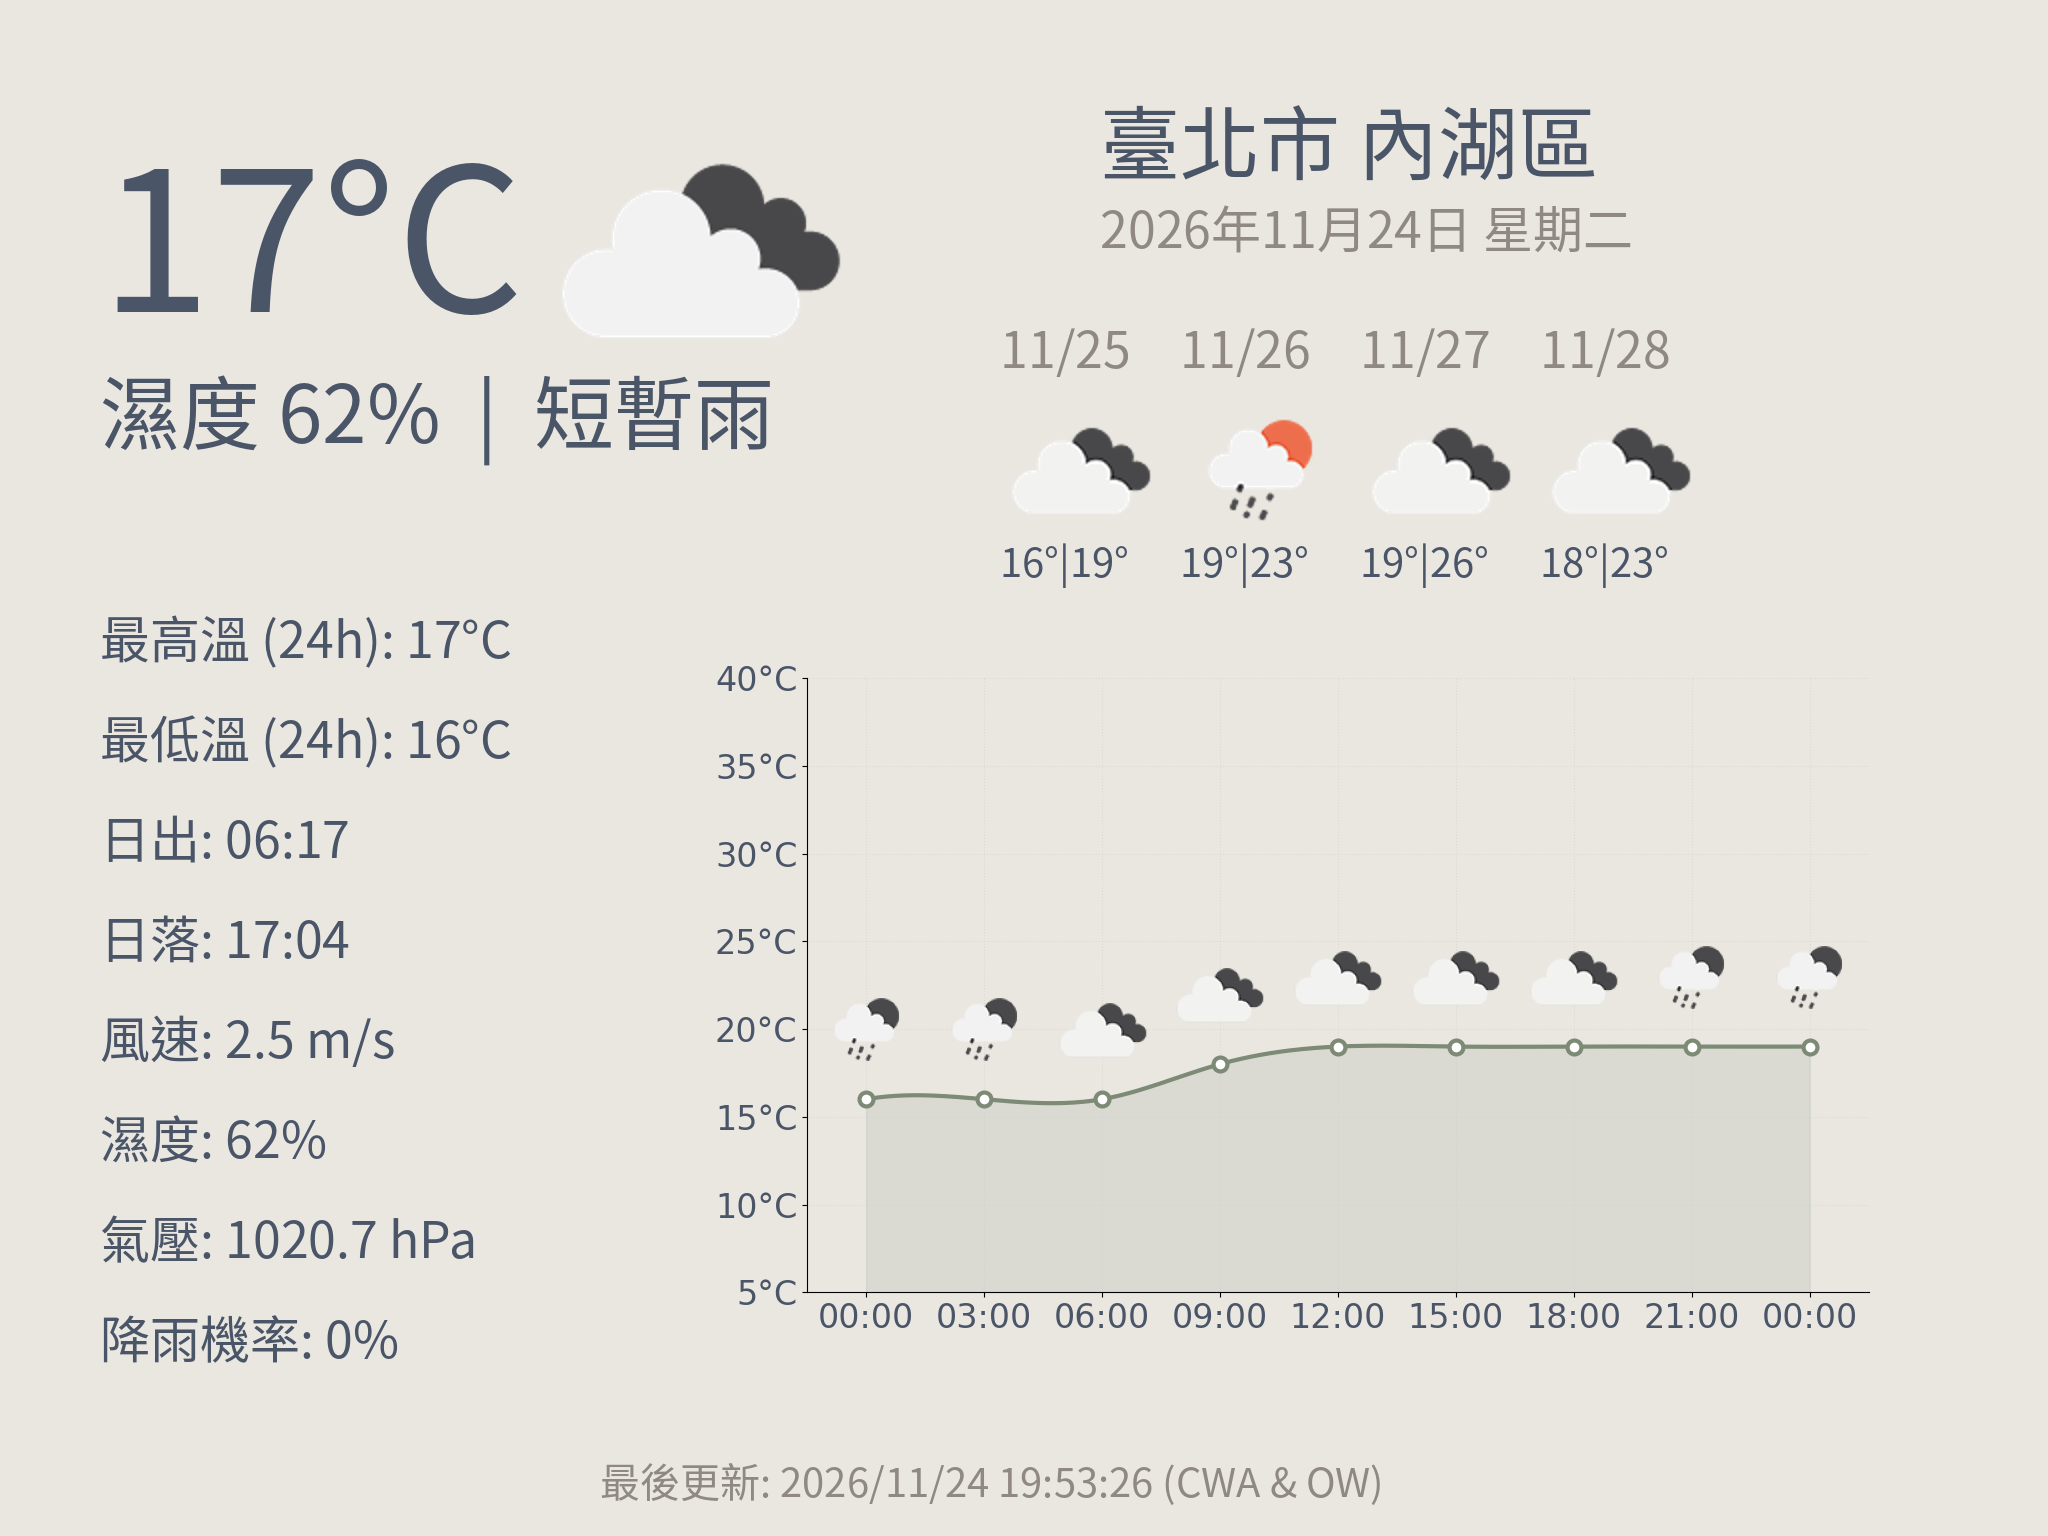 17°C
濕度 62% | 短暫雨
臺北市 內湖區
2026年11月24日 星期二
11/25 11/26 11/27 11/28
16°|19° 19°|23° 19°|26° 18°|23°
最高溫 (24h): 17°C
最低溫 (24h): 16°C
日出: 06:17
日落: 17:04
風速: 2.5 m/s
濕度: 62%
氣壓: 1020.7 hPa
降雨機率: 0%
40°C
35°C
30°C
25°C
20°C
15°C
10°C
5°C
00:00 03:00 06:00 09:00 12:00 15:00 18:00 21:00 00:00
最後更新: 2026/11/24 19:53:26 (CWA & OW)